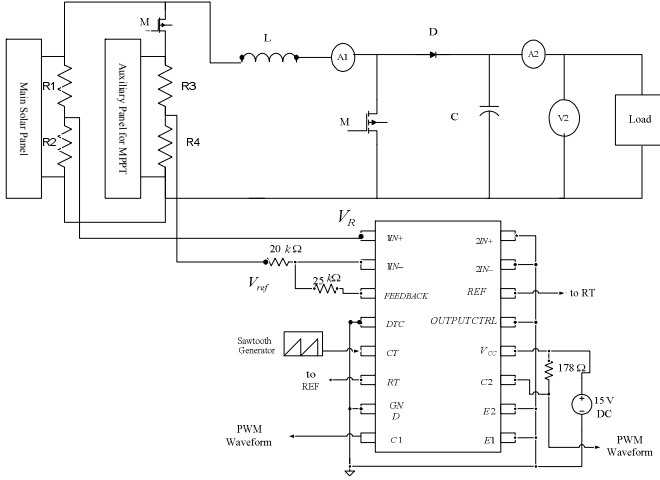 M
L
A1
D
A2
Main Solar Panel
R1
R2
Auxiliary Panel for MPPT
R3
R4
M
C
V2
Load
V_R
20 kΩ
V_ref
25 kΩ
1IN+
1IN−
FEEDBACK
DTC
CT
RT
GN
D
C1
2IN+
2IN−
REF
OUTPUTCTRL
V_CC
C2
E2
E1
to RT
Sawtooth
Generator
to
REF
PWM
Waveform
178 Ω
15 V
DC
PWM
Waveform